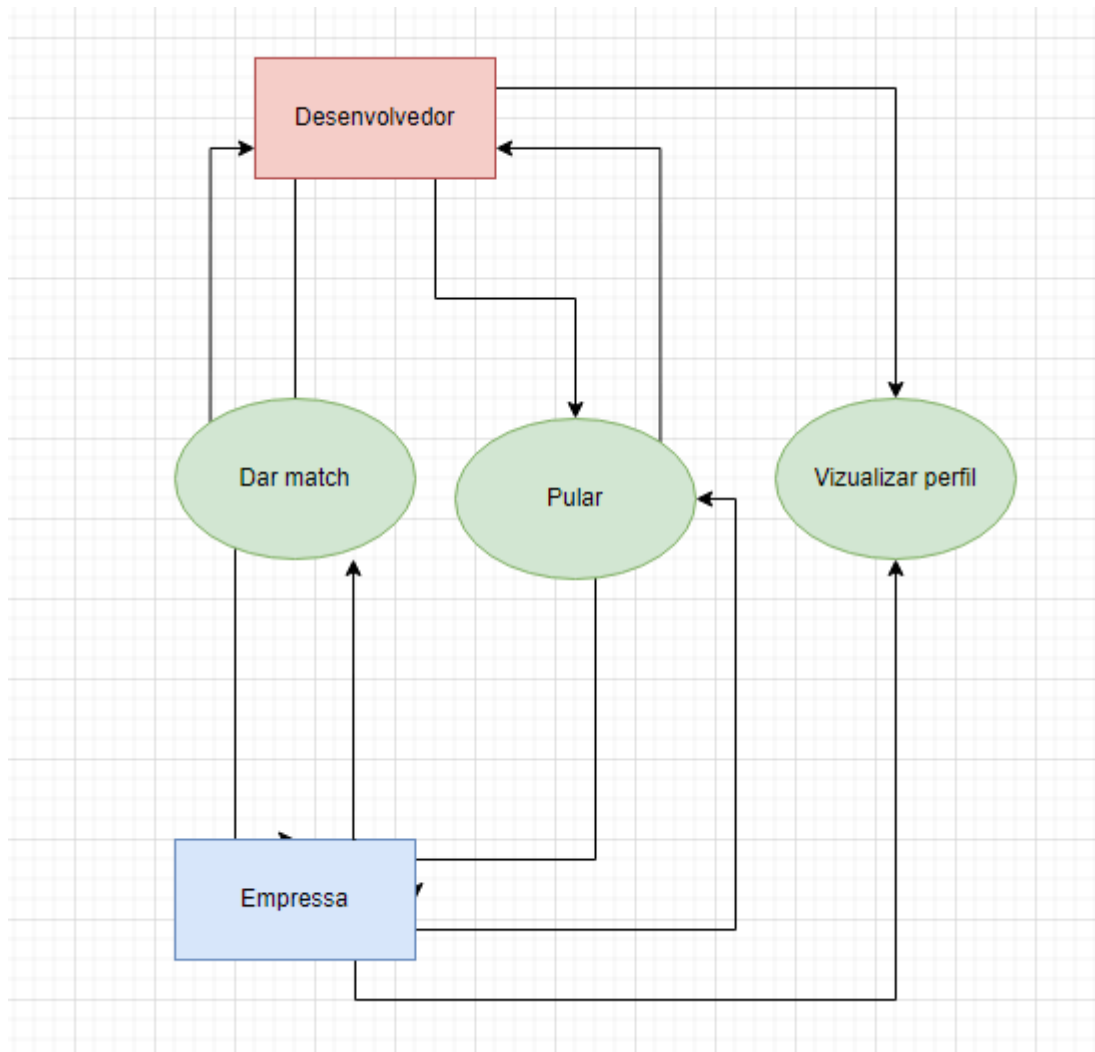 Desenvolvedor
Dar match
Pular
Vizualizar perfil
Empressa